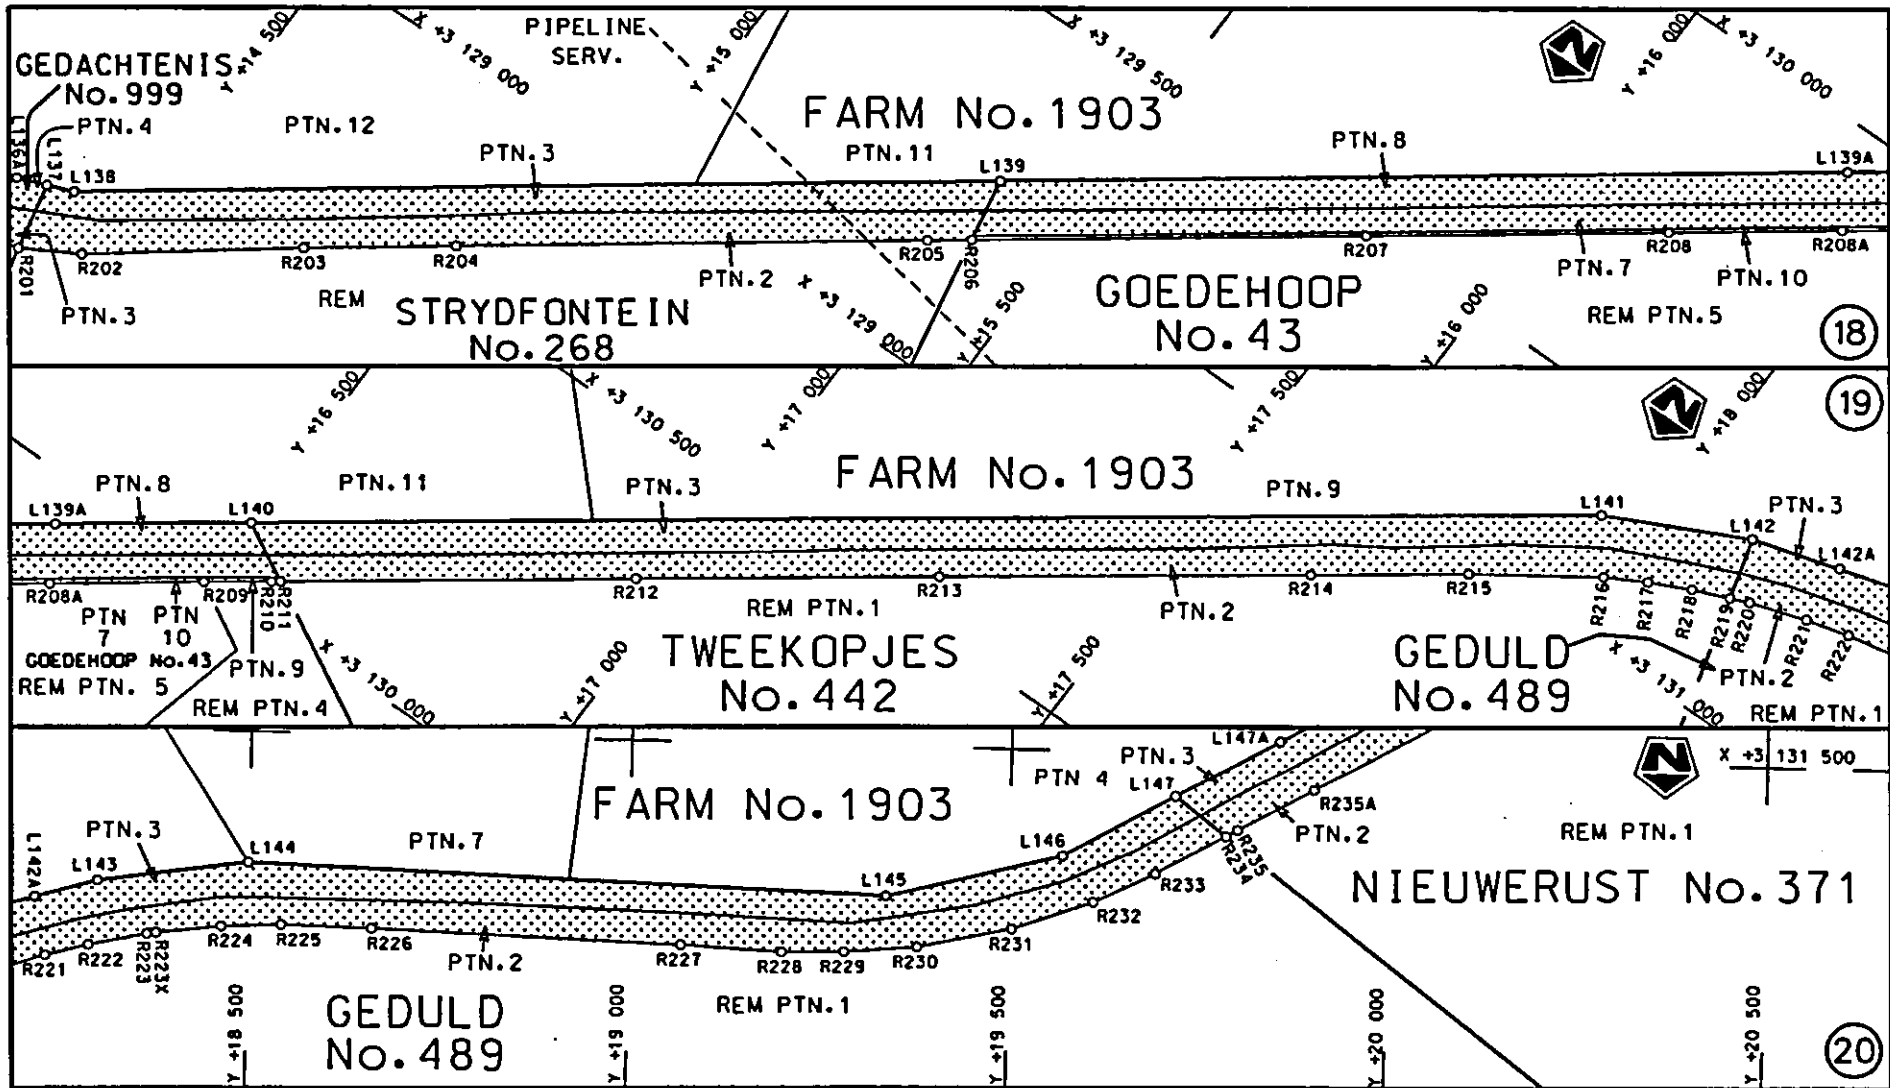 Y +14 500
X +3 129 000
PIPELINE
SERV.
Y +15 000
X +3 129 500
Y +16 000
X +3 130 000
N
GEDACHTENIS
No. 999
PTN. 4
PTN. 12
PTN. 3
FARM No. 1903
PTN. 11
PTN. 8
L136A
L137
L138
L139
L139A
R201
R202
R203
R204
R205
R206
R207
R208
R208A
PTN. 3
REM
STRYDFONTEIN
No. 268
PTN. 2
X +3 129 000
Y +15 500
GOEDEHOOP
No. 43
Y +16 000
PTN. 7
PTN. 10
REM PTN. 5
18
Y +16 500
X +3 130 500
Y +17 000
Y +17 500
N
Y +18 000
19
PTN. 8
PTN. 11
PTN. 3
FARM No. 1903
PTN. 9
PTN. 3
L139A
L140
L141
L142
L142A
R208A
R209
R210
R211
R212
R213
R214
R215
R216
R217
R218
R219
R220
R221
R222
PTN
7
PTN
10
GOEDEHOOP No. 43
REM PTN. 5
PTN. 9
REM PTN. 4
X +3 130 000
Y +17 000
REM PTN. 1
TWEEKOPJES
No. 442
Y +17 500
PTN. 2
GEDULD
No. 489
X +3 131 000
PTN. 2
REM PTN. 1
L147A
PTN. 3
PTN 4
L147
N
X +3 131 500
FARM No. 1903
PTN. 3
PTN. 7
L142A
L143
L144
L145
L146
R235A
PTN. 2
R235
R234
REM PTN. 1
NIEUWERUST No. 371
R221
R222
R223
R223X
R224
R225
R226
PTN. 2
R227
R228
R229
R230
R231
R232
R233
GEDULD
No. 489
REM PTN. 1
Y +18 500
Y +19 000
Y +19 500
Y +20 000
Y +20 500
20